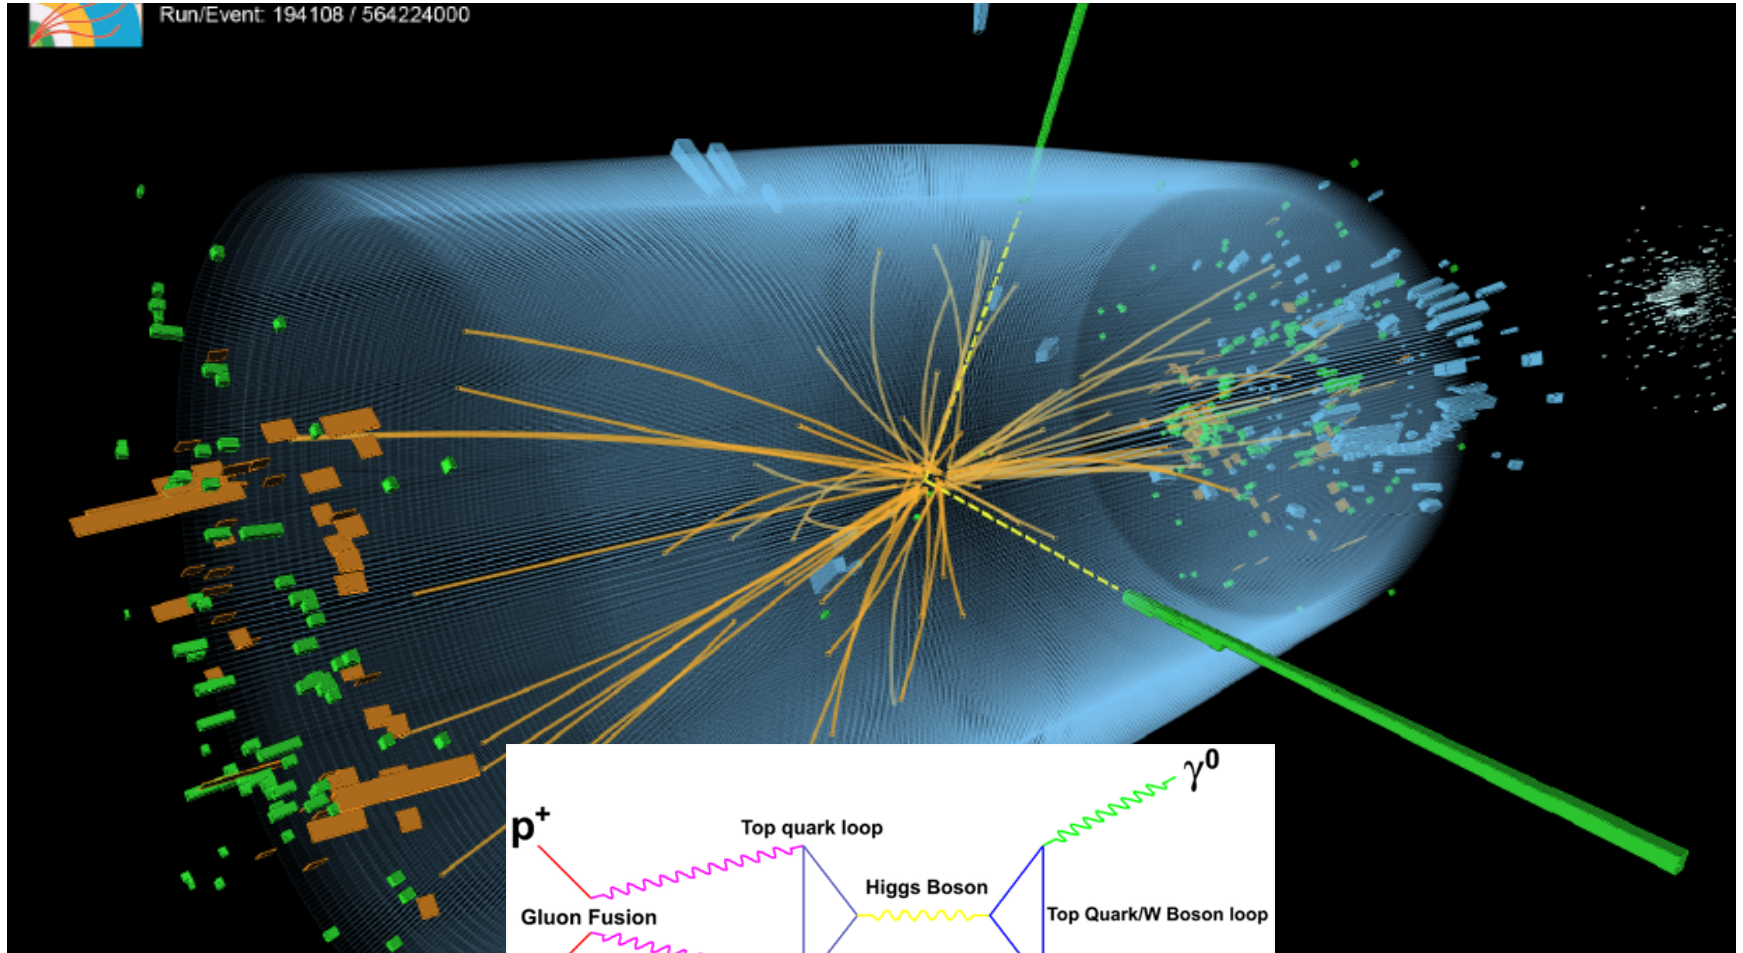 Run/Event: 194108 / 564224000
γ⁰
p⁺
Top quark loop
Higgs Boson
Gluon Fusion
Top Quark/W Boson loop